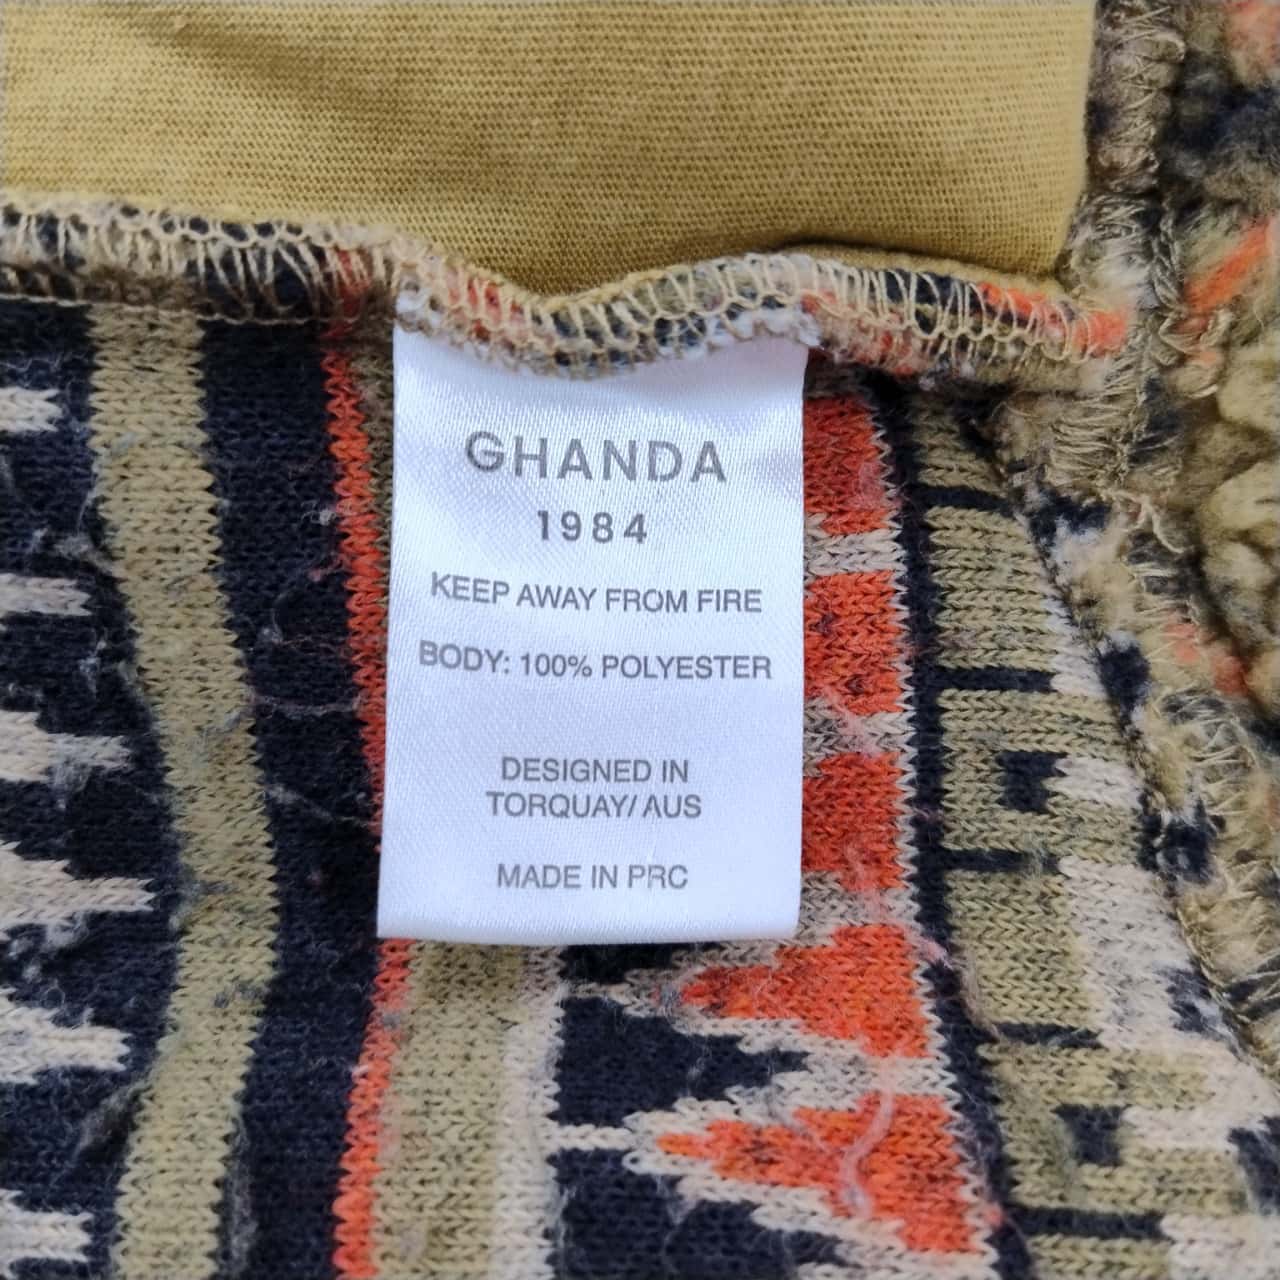 GHANDA
1984
KEEP AWAY FROM FIRE
BODY: 100% POLYESTER
DESIGNED IN
TORQUAY/ AUS
MADE IN PRC